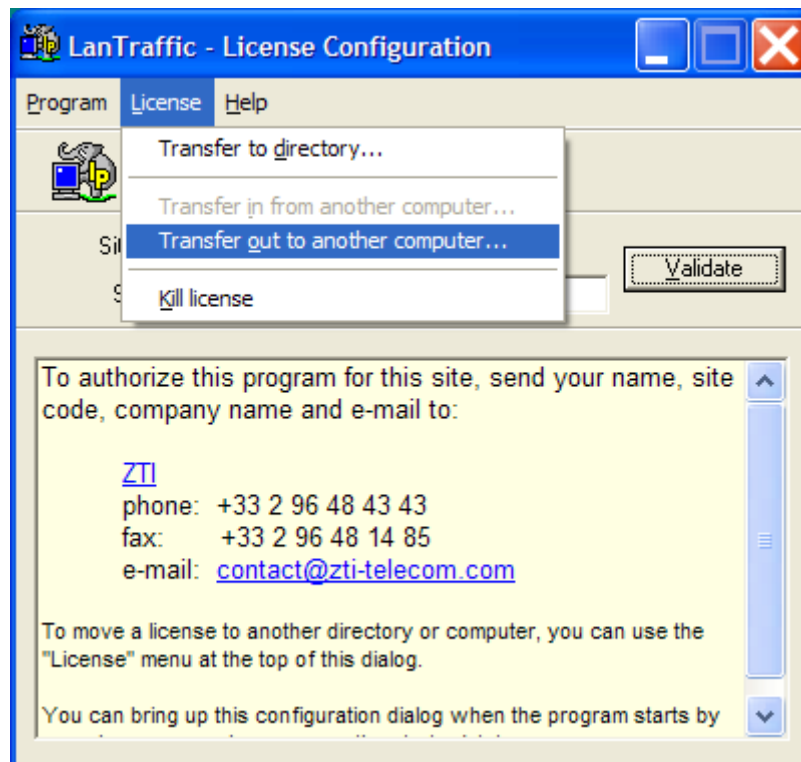 LanTraffic - License Configuration
Program License Help
Transfer to directory...
Transfer in from another computer...
Transfer out to another computer...
Kill license
Validate
To authorize this program for this site, send your name, site
code, company name and e-mail to:
ZTI
phone: +33 2 96 48 43 43
fax: +33 2 96 48 14 85
e-mail: contact@zti-telecom.com
To move a license to another directory or computer, you can use the
"License" menu at the top of this dialog.
You can bring up this configuration dialog when the program starts by